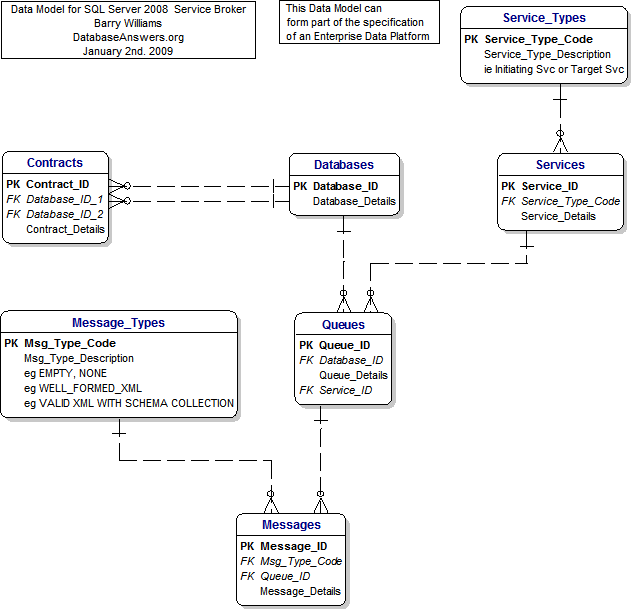 Data Model for SQL Server 2008 Service Broker
Barry Williams
DatabaseAnswers.org
January 2nd. 2009
This Data Model can
form part of the specification
of an Enterprise Data Platform
Service_Types
PK Service_Type_Code
Service_Type_Description
ie Initiating Svc or Target Svc
Contracts
PK Contract_ID
FK Database_ID_1
FK Database_ID_2
Contract_Details
Databases
PK Database_ID
Database_Details
Services
PK Service_ID
FK Service_Type_Code
Service_Details
Message_Types
PK Msg_Type_Code
Msg_Type_Description
eg EMPTY, NONE
eg WELL_FORMED_XML
eg VALID XML WITH SCHEMA COLLECTION
Queues
PK Queue_ID
FK Database_ID
Queue_Details
FK Service_ID
Messages
PK Message_ID
FK Msg_Type_Code
FK Queue_ID
Message_Details